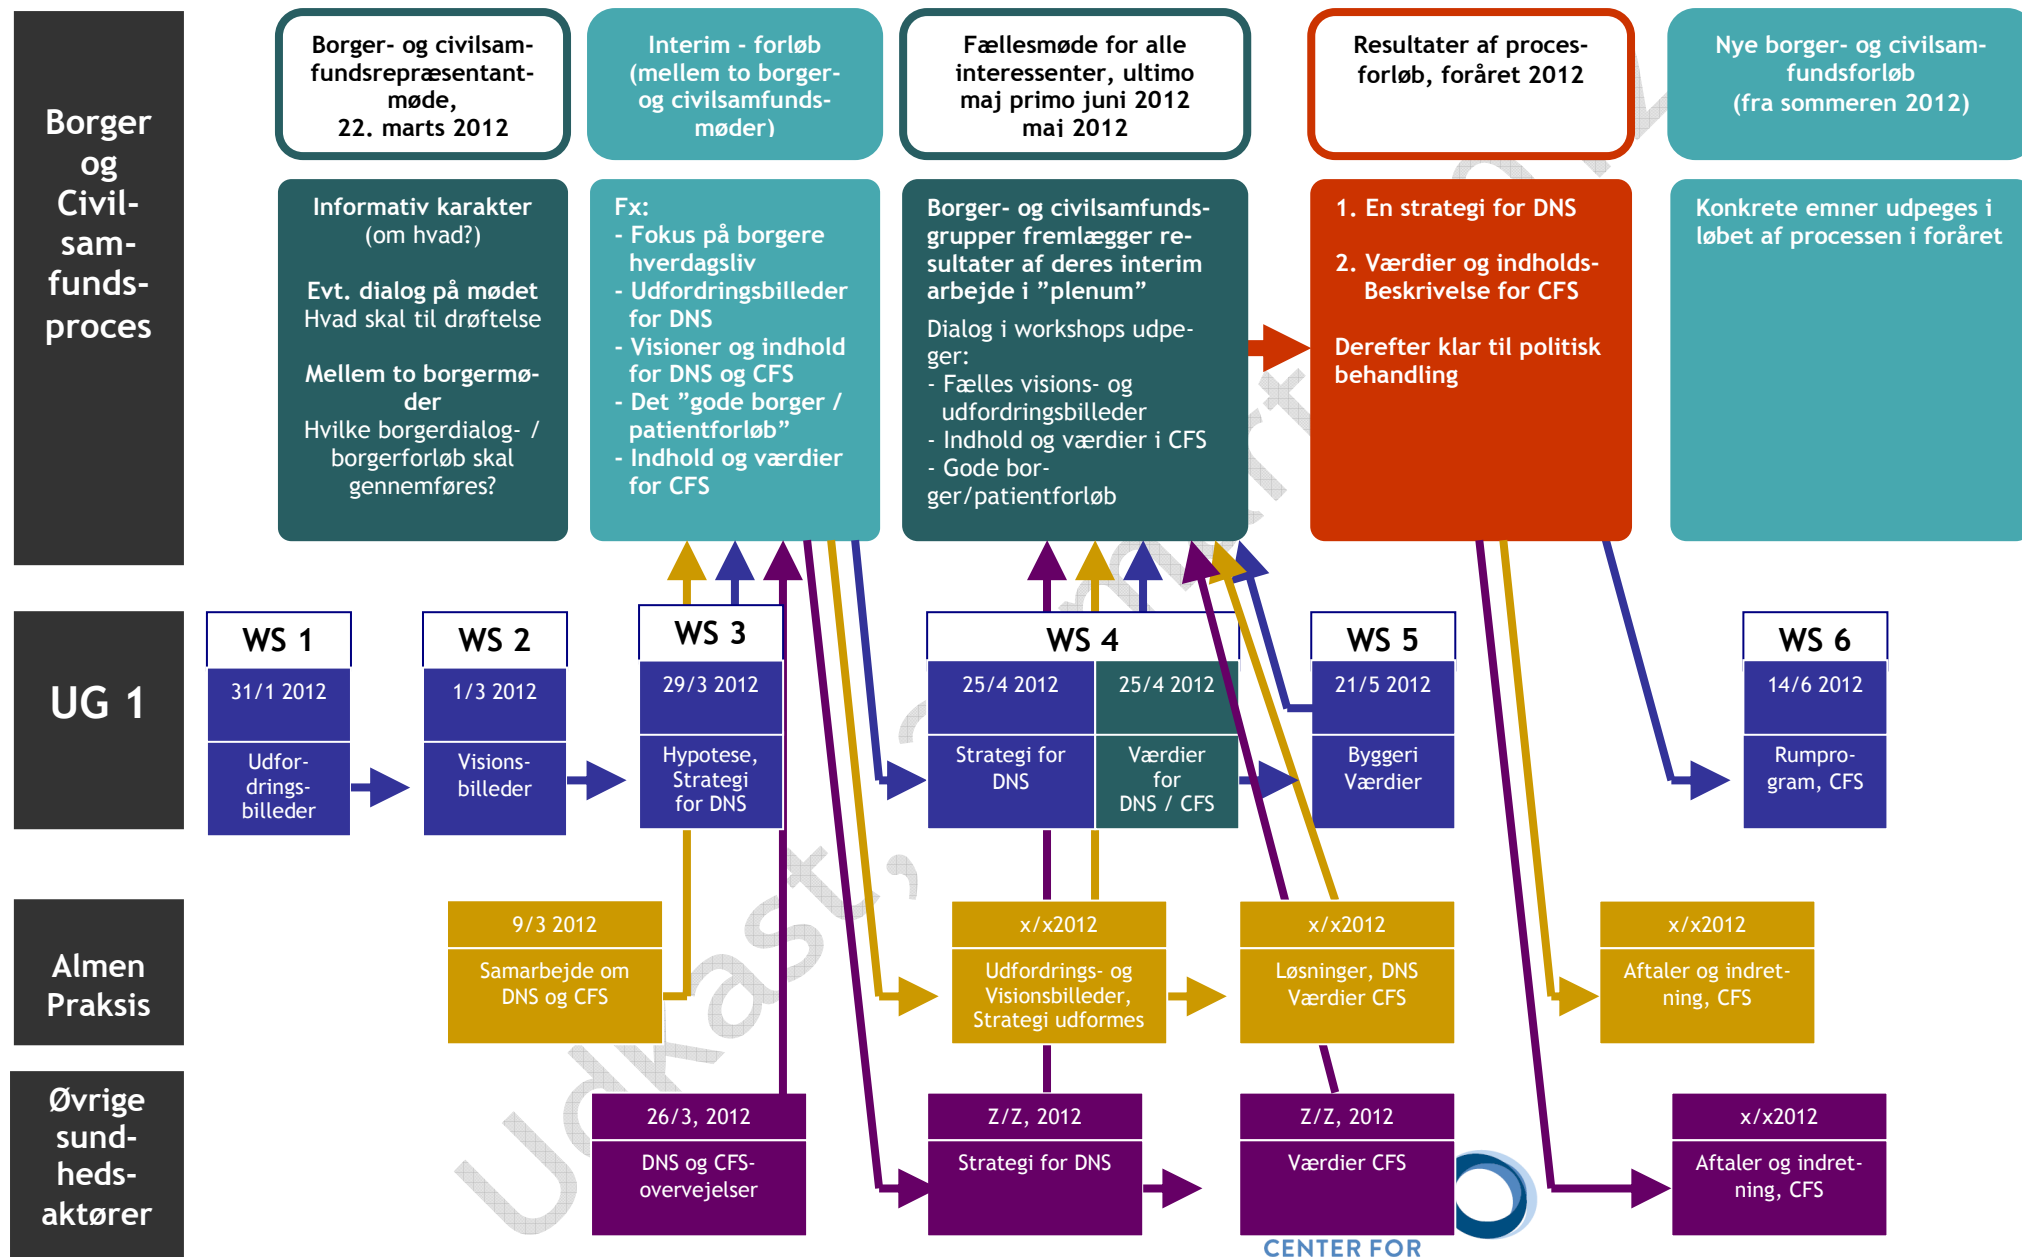 Borger
og
Civil-
sam-
funds-
proces
Borger- og civilsam-
fundsrepræsentant-
møde,
22. marts 2012
Interim - forløb
(mellem to borger-
og civilsamfunds-
møder)
Fællesmøde for alle
interessenter, ultimo
maj primo juni 2012
maj 2012
Resultater af proces-
forløb, foråret 2012
Nye borger- og civilsam-
fundsforløb
(fra sommeren 2012)
Informativ karakter
(om hvad?)
Evt. dialog på mødet
Hvad skal til drøftelse
Mellem to borgermø-
der
Hvilke borgerdialog- /
borgerforløb skal
gennemføres?
Fx:
- Fokus på borgere
hverdagsliv
- Udfordringsbilleder
for DNS
- Visioner og indhold
for DNS og CFS
- Det ”gode borger /
patientforløb”
- Indhold og værdier
for CFS
Borger- og civilsamfunds-
grupper fremlægger re-
sultater af deres interim
arbejde i ”plenum”
Dialog i workshops udpe-
ger:
- Fælles visions- og
udfordringsbilleder
- Indhold og værdier i CFS
- Gode bor-
ger/patientforløb
1. En strategi for DNS
2. Værdier og indholds-
Beskrivelse for CFS
Derefter klar til politisk
behandling
Konkrete emner udpeges i
løbet af processen i foråret
UG 1
WS 1
31/1 2012
Udfor-
drings-
billeder
WS 2
1/3 2012
Visions-
billeder
WS 3
29/3 2012
Hypotese,
Strategi
for DNS
WS 4
25/4 2012
Strategi for
DNS
25/4 2012
Værdier
for
DNS / CFS
WS 5
21/5 2012
Byggeri
Værdier
WS 6
14/6 2012
Rumpro-
gram, CFS
Almen
Praksis
9/3 2012
Samarbejde om
DNS og CFS
x/x2012
Udfordrings- og
Visionsbilleder,
Strategi udformes
x/x2012
Løsninger, DNS
Værdier CFS
x/x2012
Aftaler og indret-
ning, CFS
Øvrige
sund-
heds-
aktører
26/3, 2012
DNS og CFS-
overvejelser
Z/Z, 2012
Strategi for DNS
Z/Z, 2012
Værdier CFS
x/x2012
Aftaler og indret-
ning, CFS
Udkast,
CENTER FOR